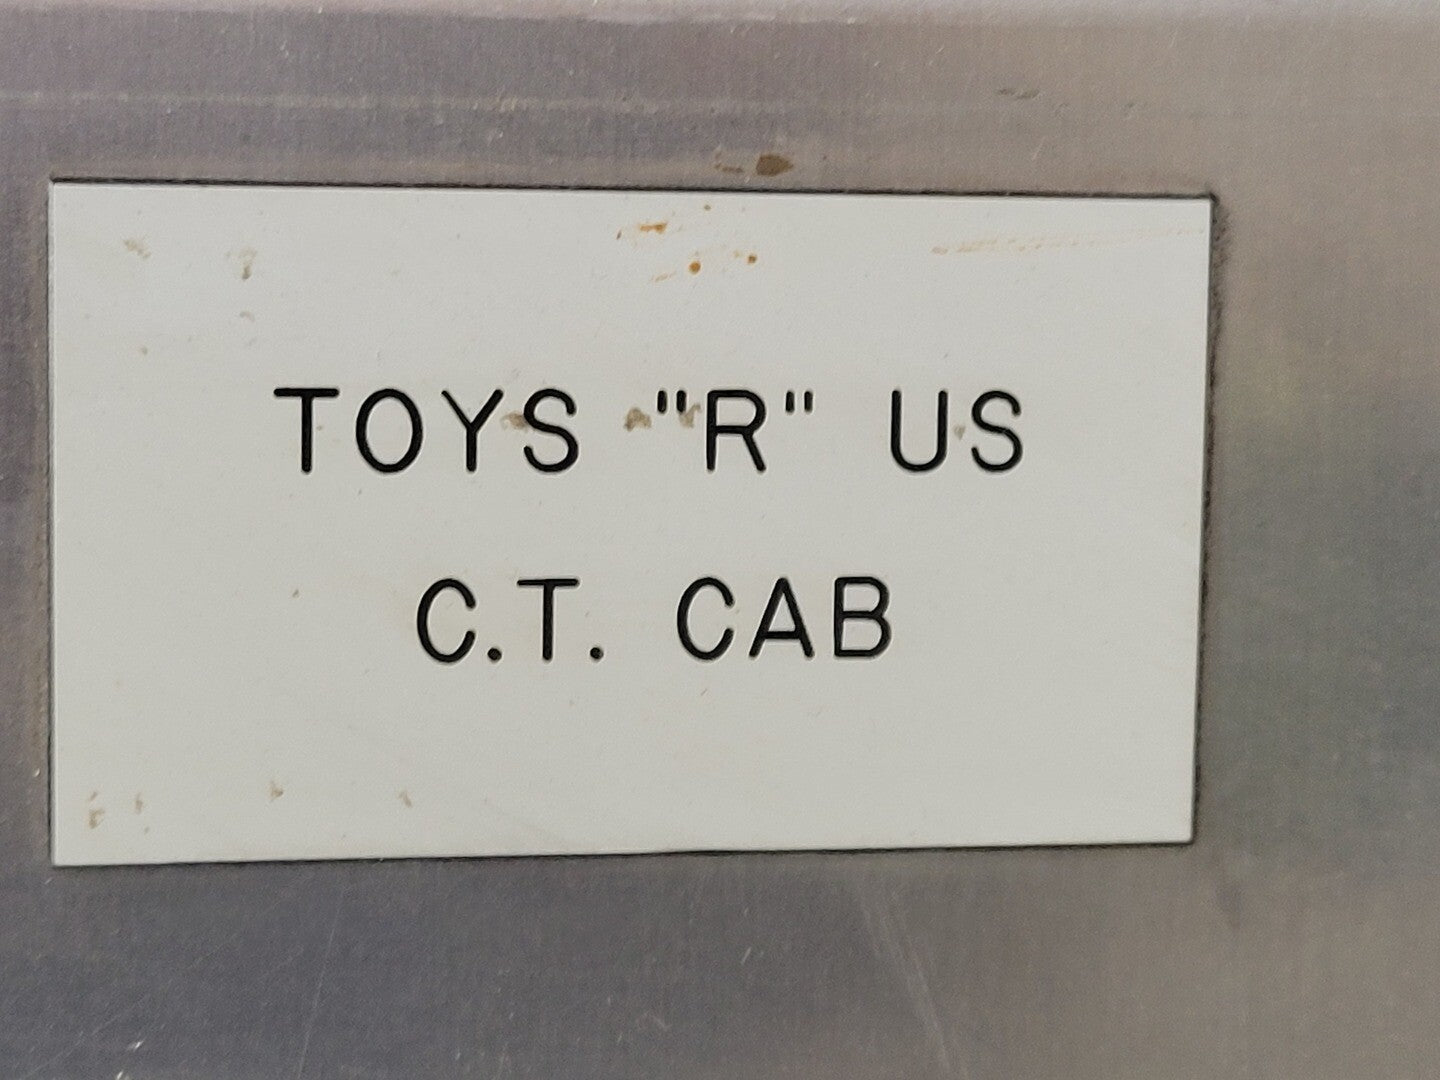 TOYS "R" US
C.T. CAB